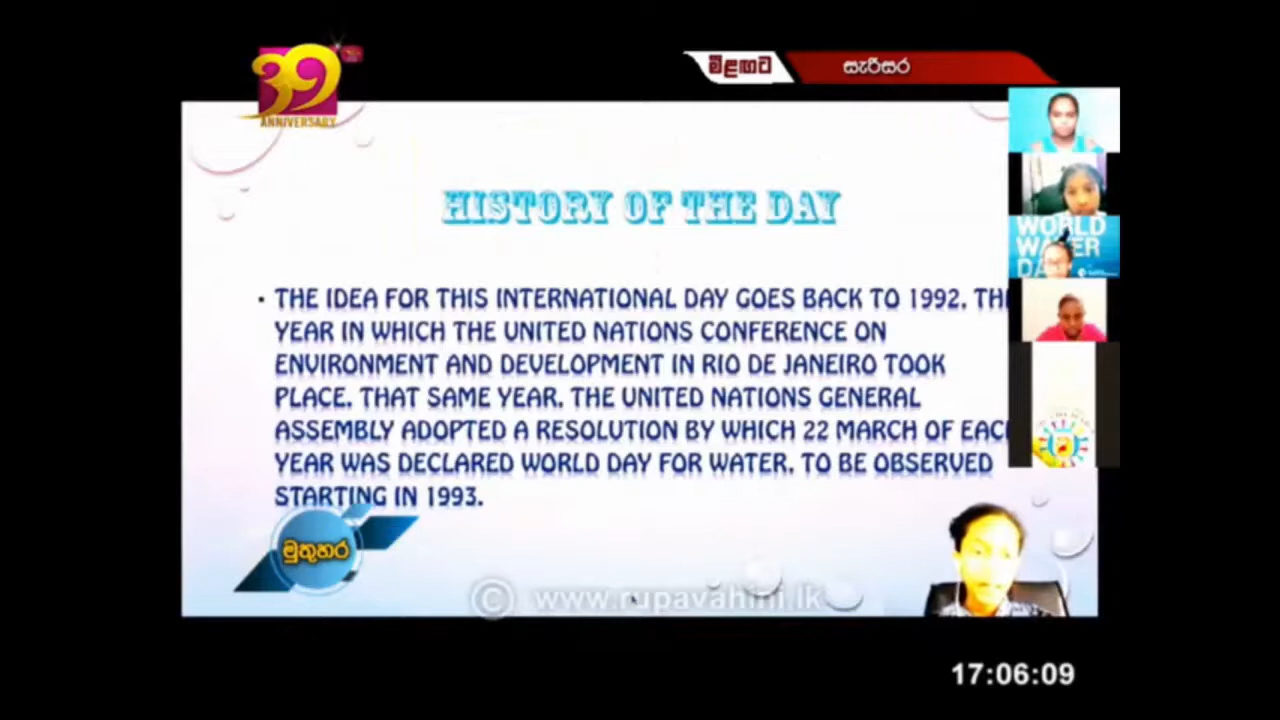 39
ANNIVERSARY
මීළඟට
සැරිසර
HISTORY OF THE DAY
WORLD
WATER
DAY
• THE IDEA FOR THIS INTERNATIONAL DAY GOES BACK TO 1992. THE
YEAR IN WHICH THE UNITED NATIONS CONFERENCE ON
ENVIRONMENT AND DEVELOPMENT IN RIO DE JANEIRO TOOK
PLACE. THAT SAME YEAR. THE UNITED NATIONS GENERAL
ASSEMBLY ADOPTED A RESOLUTION BY WHICH 22 MARCH OF EACH
YEAR WAS DECLARED WORLD DAY FOR WATER. TO BE OBSERVED
STARTING IN 1993.
මුතුහර
© www.rupavahini.lk
17:06:09